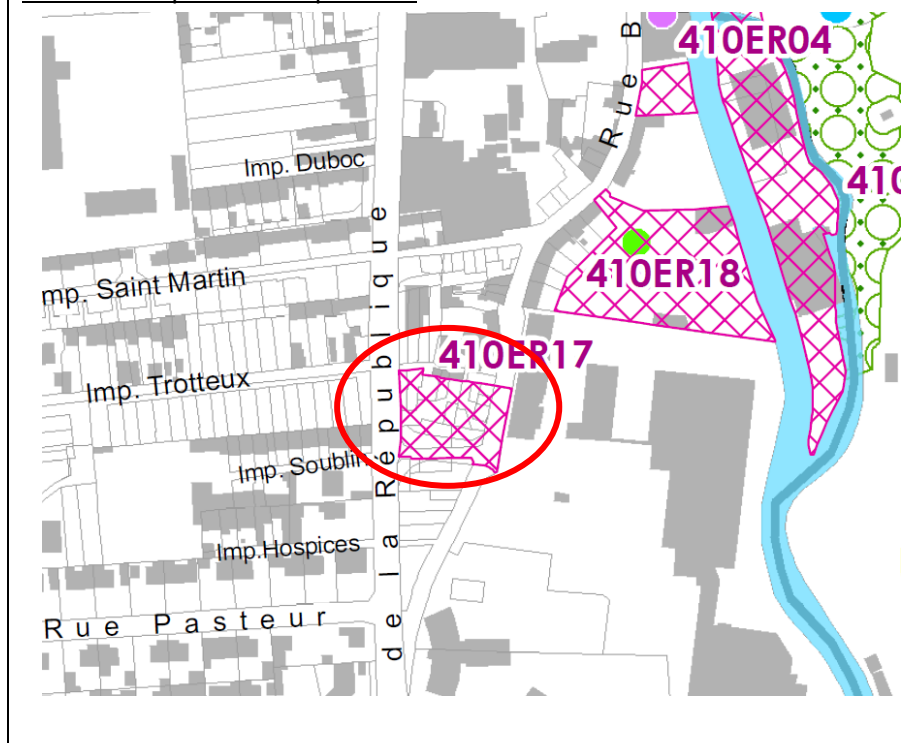 410ER04
Rue B
Imp. Duboc
410
mp. Saint Martin
410ER18
410ER17
Imp. Trotteux
Imp. Soublin
Imp.Hospices
Rue Pasteur
de la République